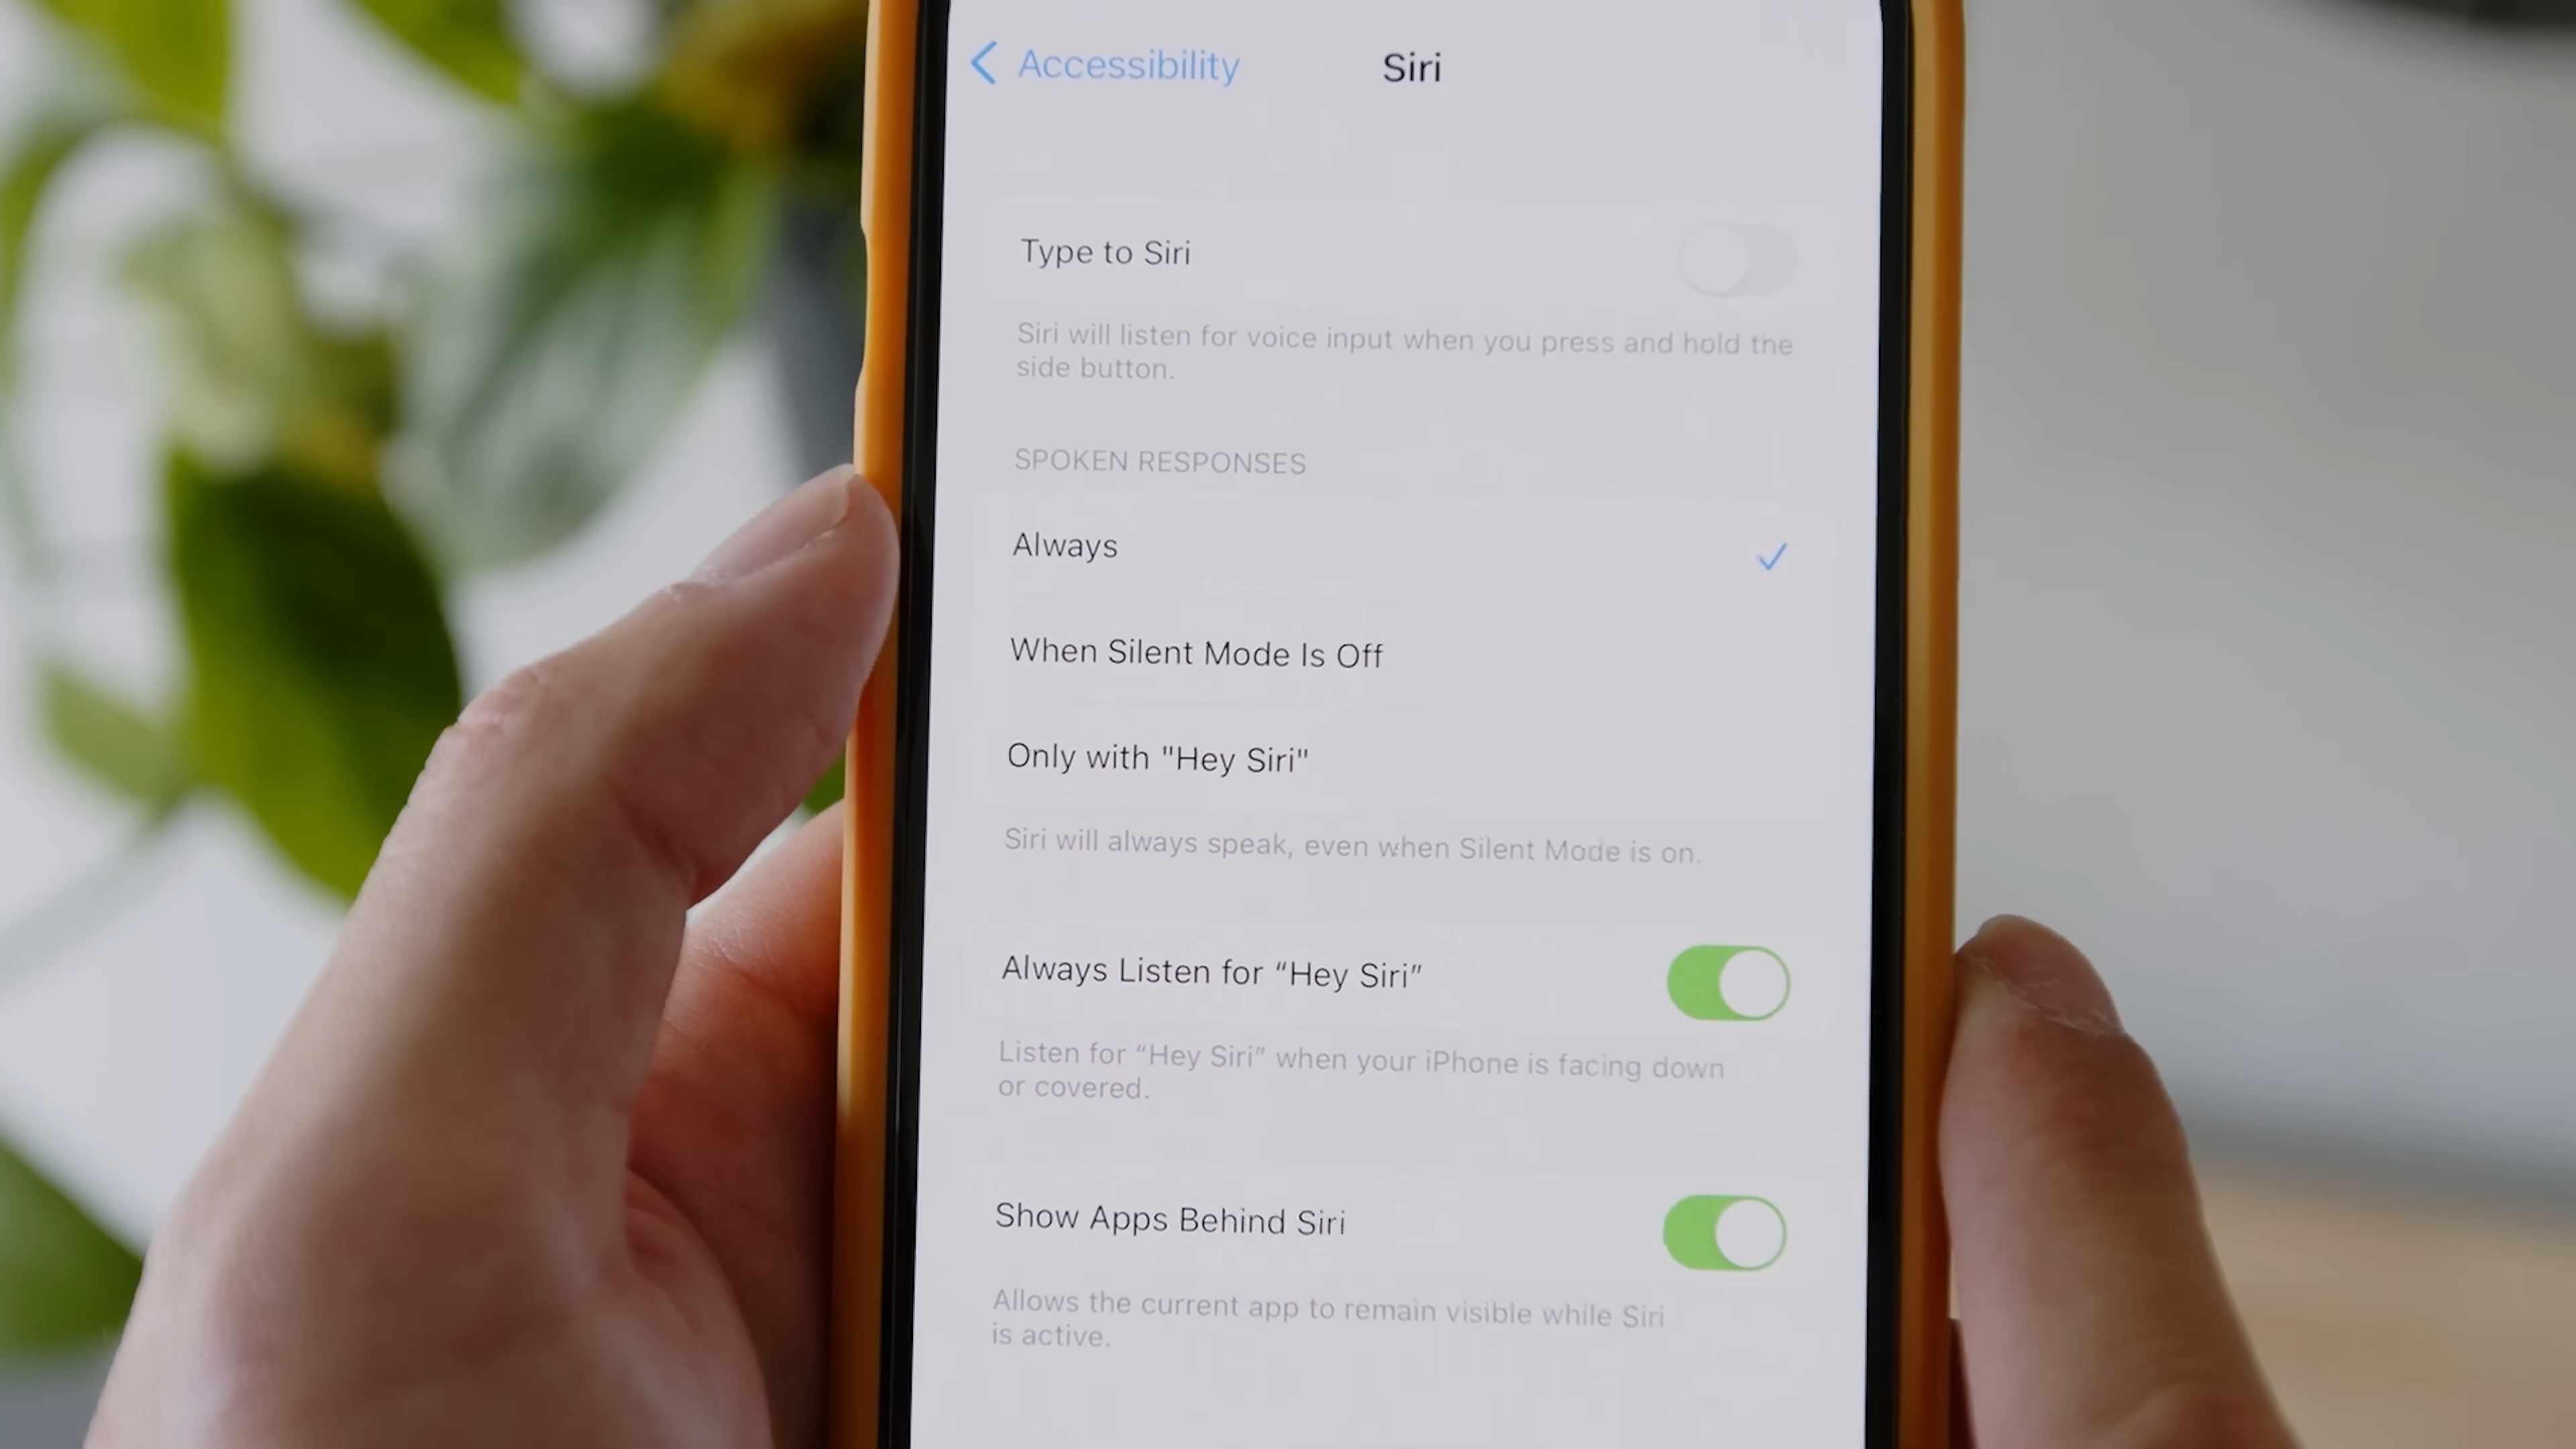 Accessibility
Siri
Type to Siri
Siri will listen for voice input when you press and hold the
side button.
SPOKEN RESPONSES
Always
When Silent Mode Is Off
Only with "Hey Siri"
Siri will always speak, even when Silent Mode is on.
Always Listen for “Hey Siri”
Listen for “Hey Siri” when your iPhone is facing down
or covered.
Show Apps Behind Siri
Allows the current app to remain visible while Siri
is active.